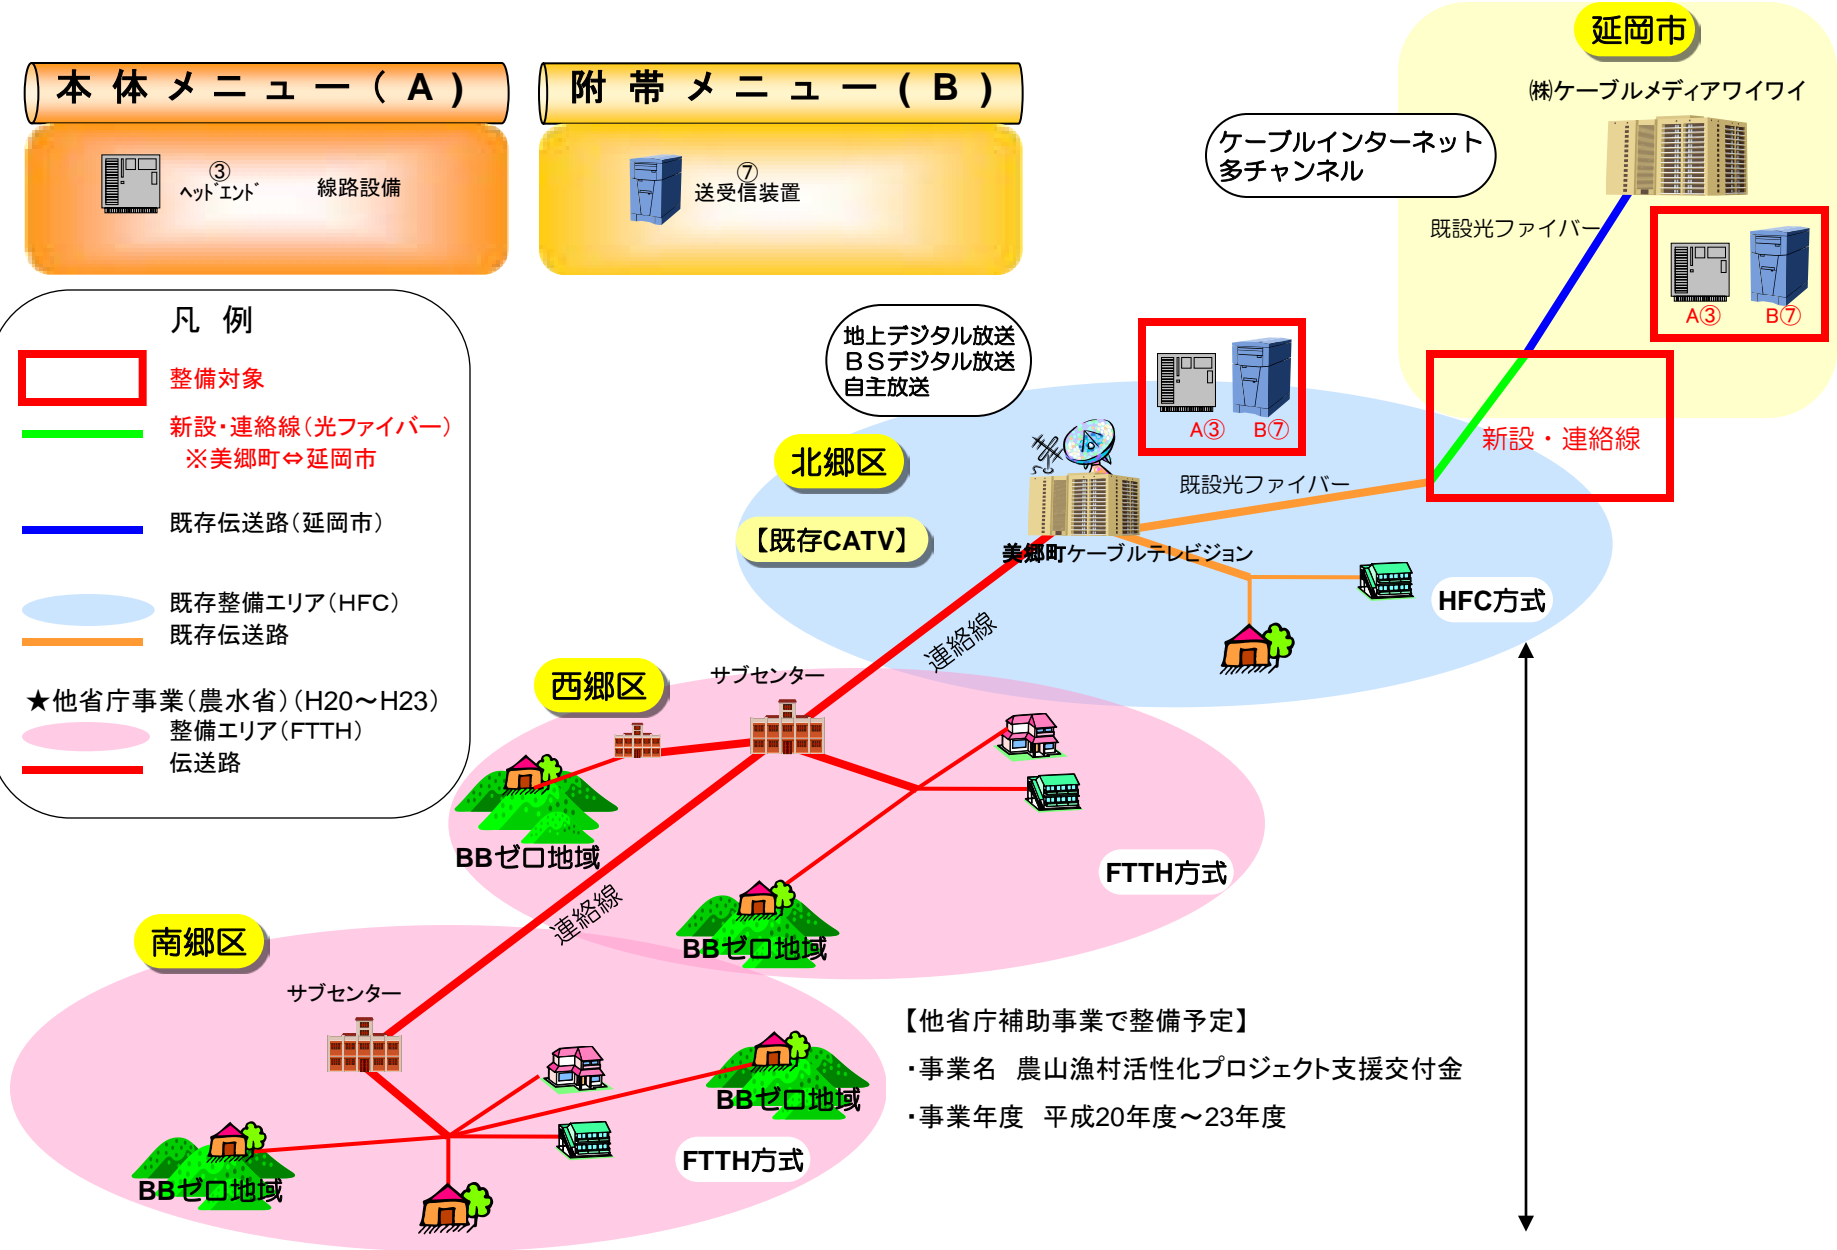 本体メニュー(A)
③
ヘッドエンド
線路設備
附帯メニュー(B)
⑦
送受信装置
凡 例
整備対象
新設・連絡線(光ファイバー)
※美郷町⇔延岡市
既存伝送路(延岡市)
既存整備エリア(HFC)
既存伝送路
★他省庁事業(農水省)(H20～H23)
整備エリア(FTTH)
伝送路
延岡市
㈱ケーブルメディアワイワイ
ケーブルインターネット
多チャンネル
既設光ファイバー
A③
B⑦
新設・連絡線
地上デジタル放送
BSデジタル放送
自主放送
A③
B⑦
北郷区
既設光ファイバー
【既存CATV】
美郷町ケーブルテレビジョン
HFC方式
連絡線
西郷区
サブセンター
BBゼロ地域
FTTH方式
連絡線
BBゼロ地域
南郷区
サブセンター
BBゼロ地域
FTTH方式
BBゼロ地域
【他省庁補助事業で整備予定】
・事業名 農山漁村活性化プロジェクト支援交付金
・事業年度 平成20年度～23年度